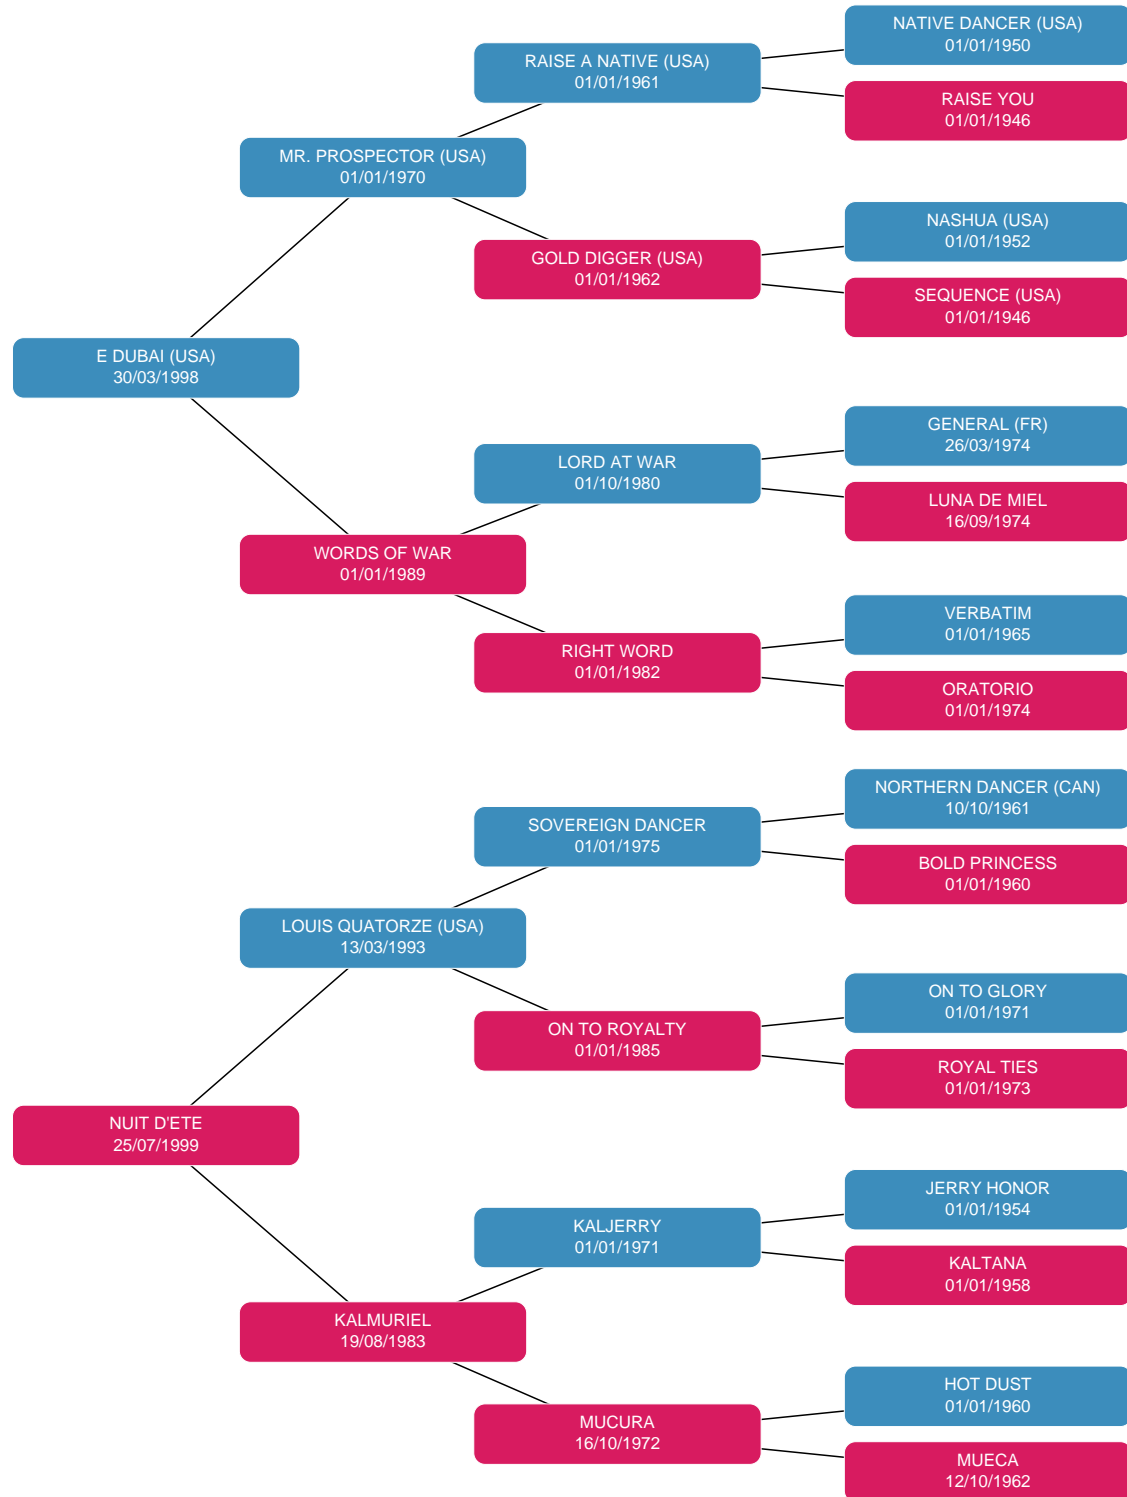 NATIVE DANCER (USA)
01/01/1950
RAISE A NATIVE (USA)
01/01/1961
RAISE YOU
01/01/1946
MR. PROSPECTOR (USA)
01/01/1970
NASHUA (USA)
01/01/1952
GOLD DIGGER (USA)
01/01/1962
SEQUENCE (USA)
01/01/1946
E DUBAI (USA)
30/03/1998
GENERAL (FR)
26/03/1974
LORD AT WAR
01/10/1980
LUNA DE MIEL
16/09/1974
WORDS OF WAR
01/01/1989
VERBATIM
01/01/1965
RIGHT WORD
01/01/1982
ORATORIO
01/01/1974
NORTHERN DANCER (CAN)
10/10/1961
SOVEREIGN DANCER
01/01/1975
BOLD PRINCESS
01/01/1960
LOUIS QUATORZE (USA)
13/03/1993
ON TO GLORY
01/01/1971
ON TO ROYALTY
01/01/1985
ROYAL TIES
01/01/1973
NUIT D'ETE
25/07/1999
JERRY HONOR
01/01/1954
KALJERRY
01/01/1971
KALTANA
01/01/1958
KALMURIEL
19/08/1983
HOT DUST
01/01/1960
MUCURA
16/10/1972
MUECA
12/10/1962